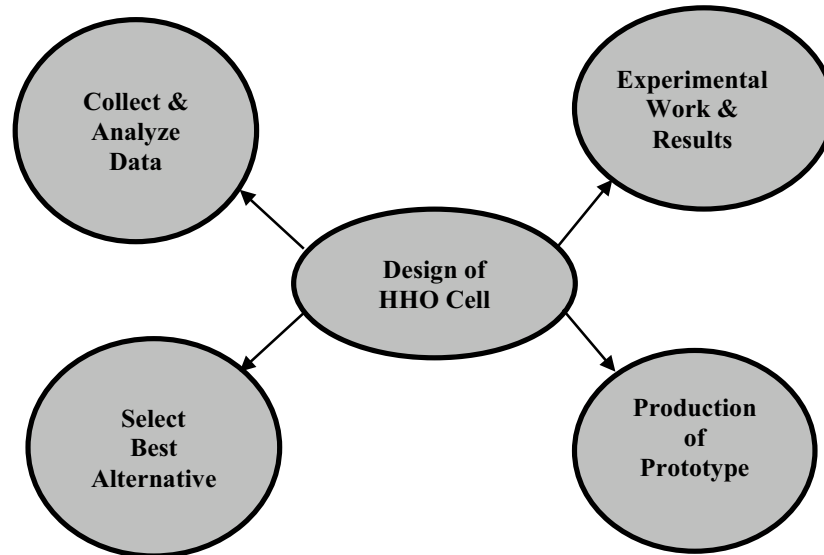 Collect &
Analyze
Data
Experimental
Work &
Results
Design of
HHO Cell
Select
Best
Alternative
Production
of
Prototype